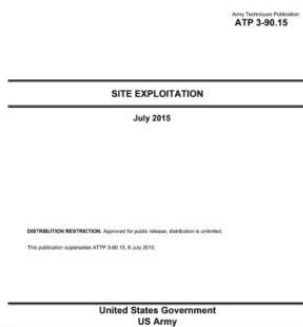 Army Techniques Publication
ATP 3-90.15
SITE EXPLOITATION
July 2015
DISTRIBUTION RESTRICTION: Approved for public release; distribution is unlimited.
This publication supersedes ATTP 3-90.15, 8 July 2010.
United States Government
US Army